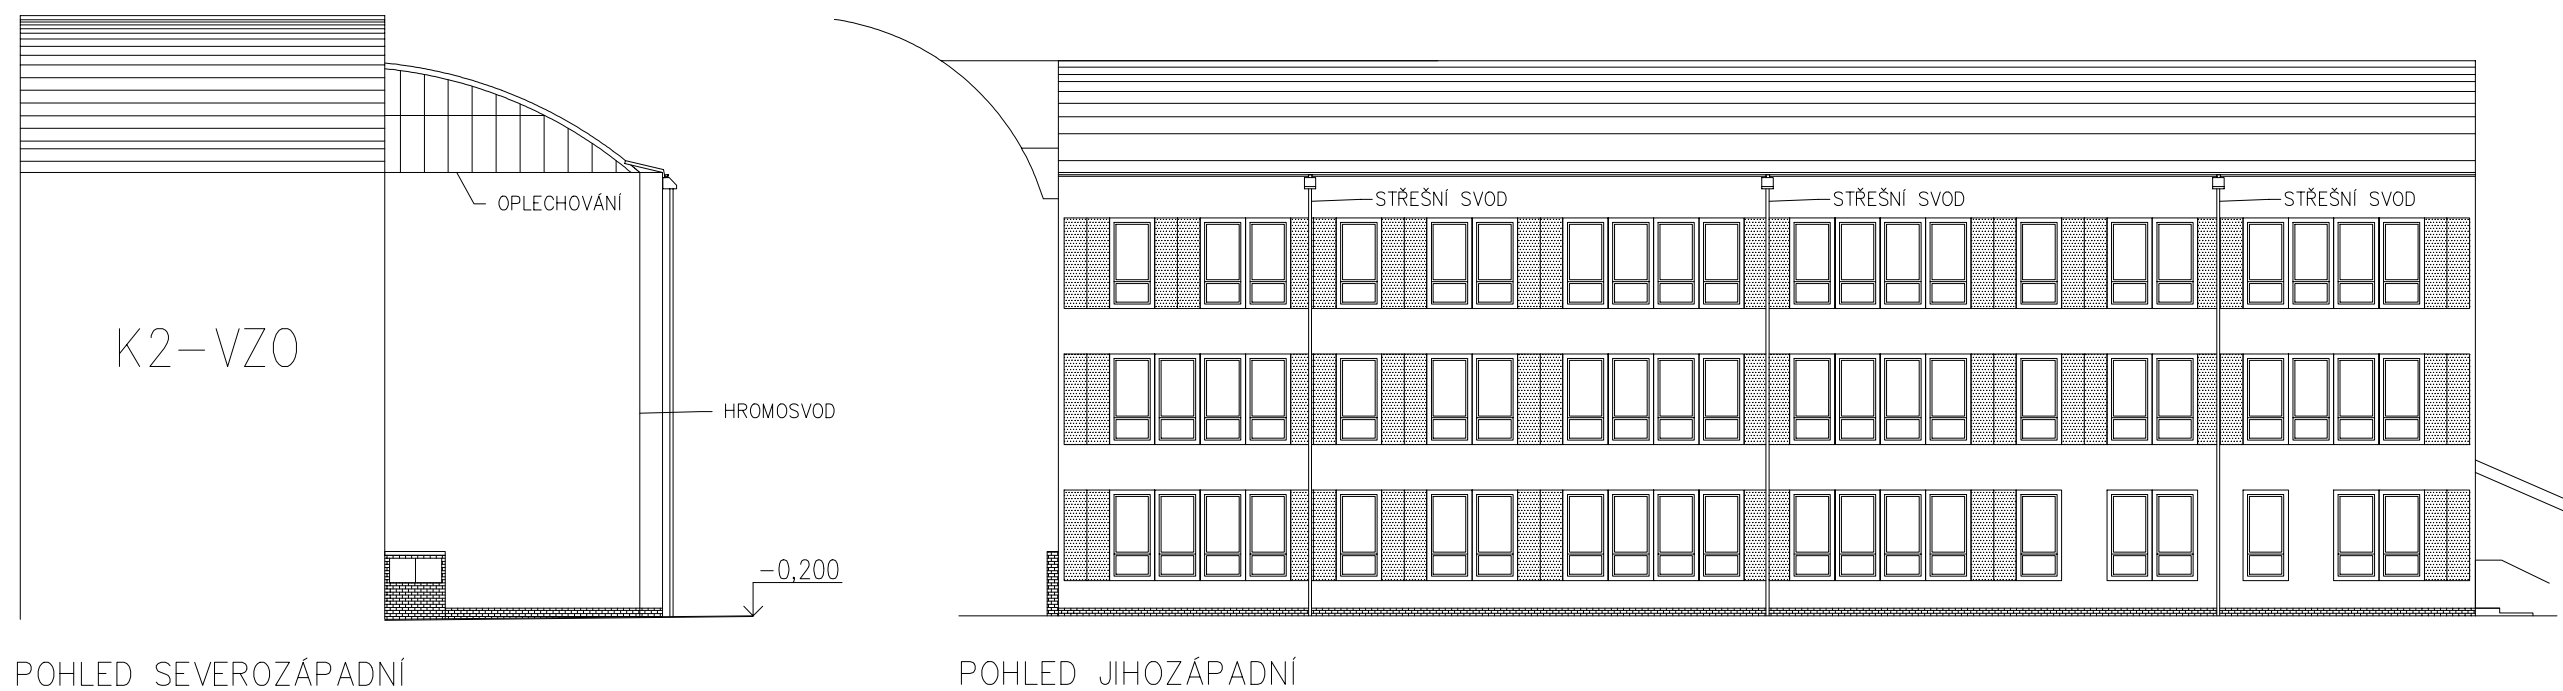 OPLECHOVÁNÍ
STŘEŠNÍ SVOD
STŘEŠNÍ SVOD
STŘEŠNÍ SVOD
K2-VZO
HROMOSVOD
-0,200
POHLED SEVEROZÁPADNÍ
POHLED JIHOZÁPADNÍ